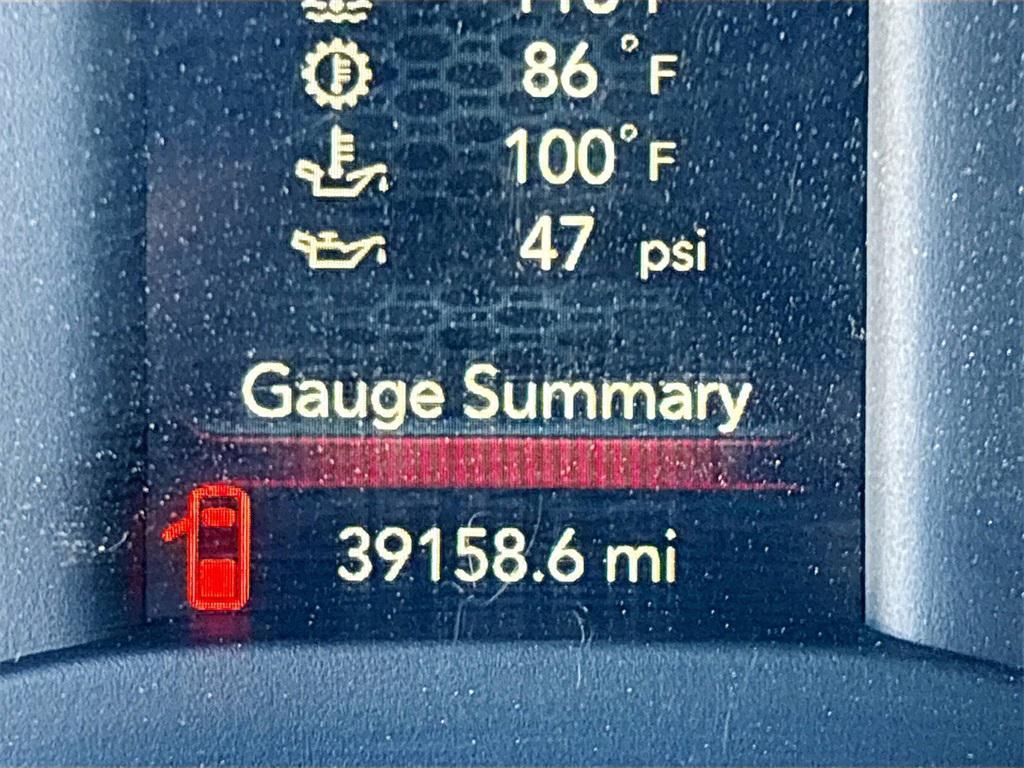 86 °F
100°F
47 psi
Gauge Summary
39158.6 mi